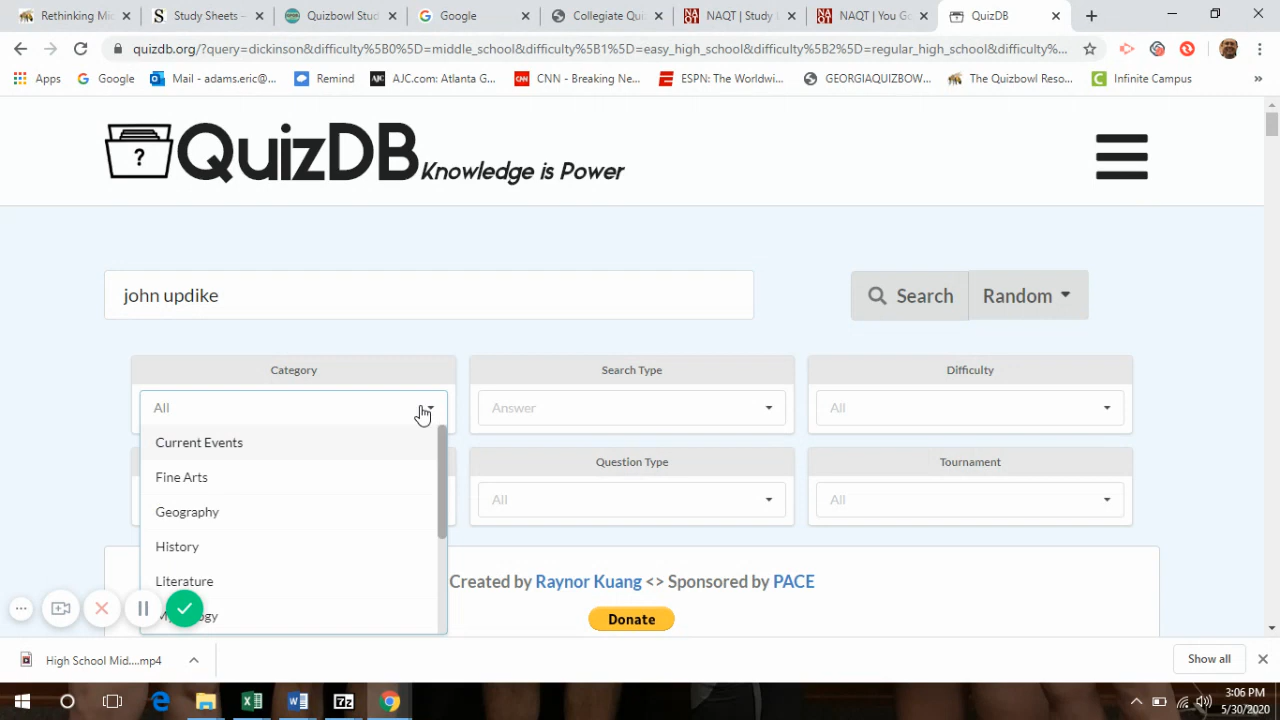 Rethinking Mic
Study Sheets –
Quizbowl Stud
Google
Collegiate Qui
NAQT | Study
NAQT | You Go
QuizDB
quizdb.org/?query=dickinson&difficulty%5B0%5D=middle_school&difficulty%5B1%5D=easy_high_school&difficulty%5B2%5D=regular_high_school&difficulty%...
Apps
Google
Mail - adams.eric@...
Remind
AJC.com: Atlanta G...
CNN - Breaking Ne...
ESPN: The Worldwi...
GEORGIAQUIZBOW...
The Quizbowl Reso...
Infinite Campus
»
? QuizDB Knowledge is Power
john updike
Search
Random
Category
Search Type
Difficulty
All
Answer
All
Current Events
Question Type
Tournament
Fine Arts
All
All
Geography
History
Literature
Created by Raynor Kuang <> Sponsored by PACE
Donate
High School Mid....mp4
Show all
3:06 PM
5/30/2020